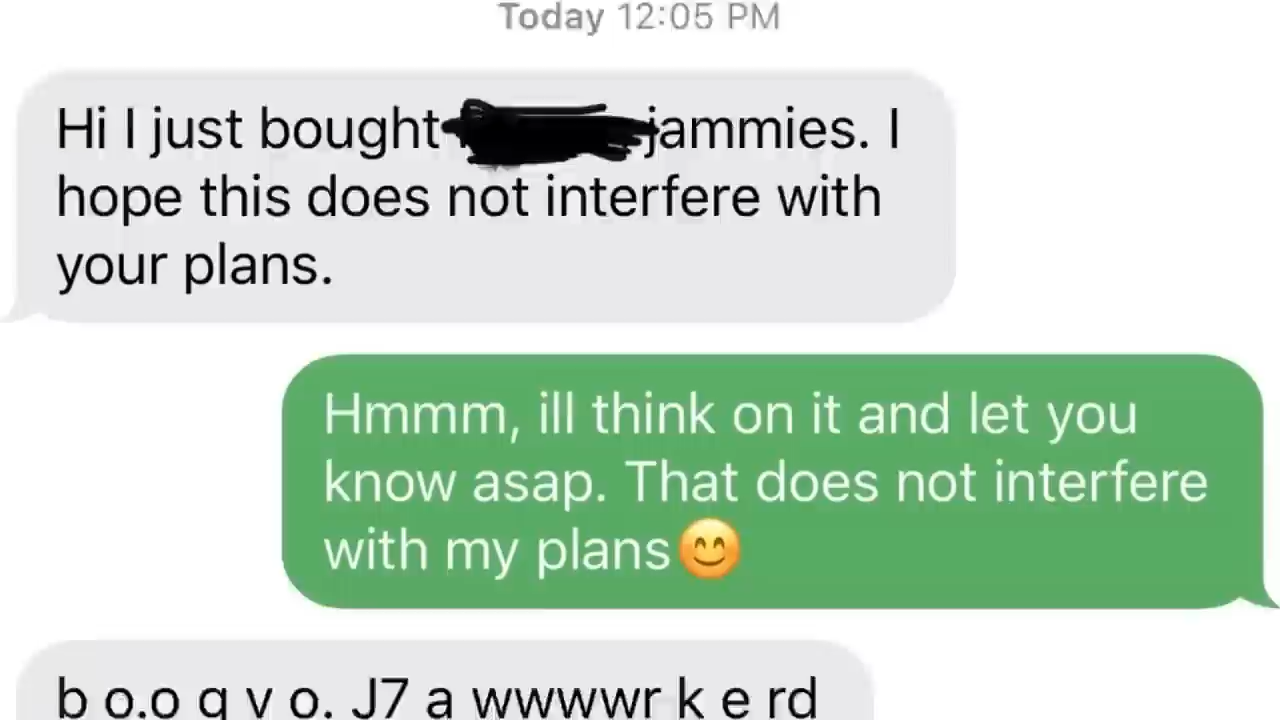 Today 12:05 PM
Hi I just bought jammies. I
hope this does not interfere with
your plans.
Hmmm, ill think on it and let you
know asap. That does not interfere
with my plans😊
b o.o g v o. J7 a wwwwr k e rd